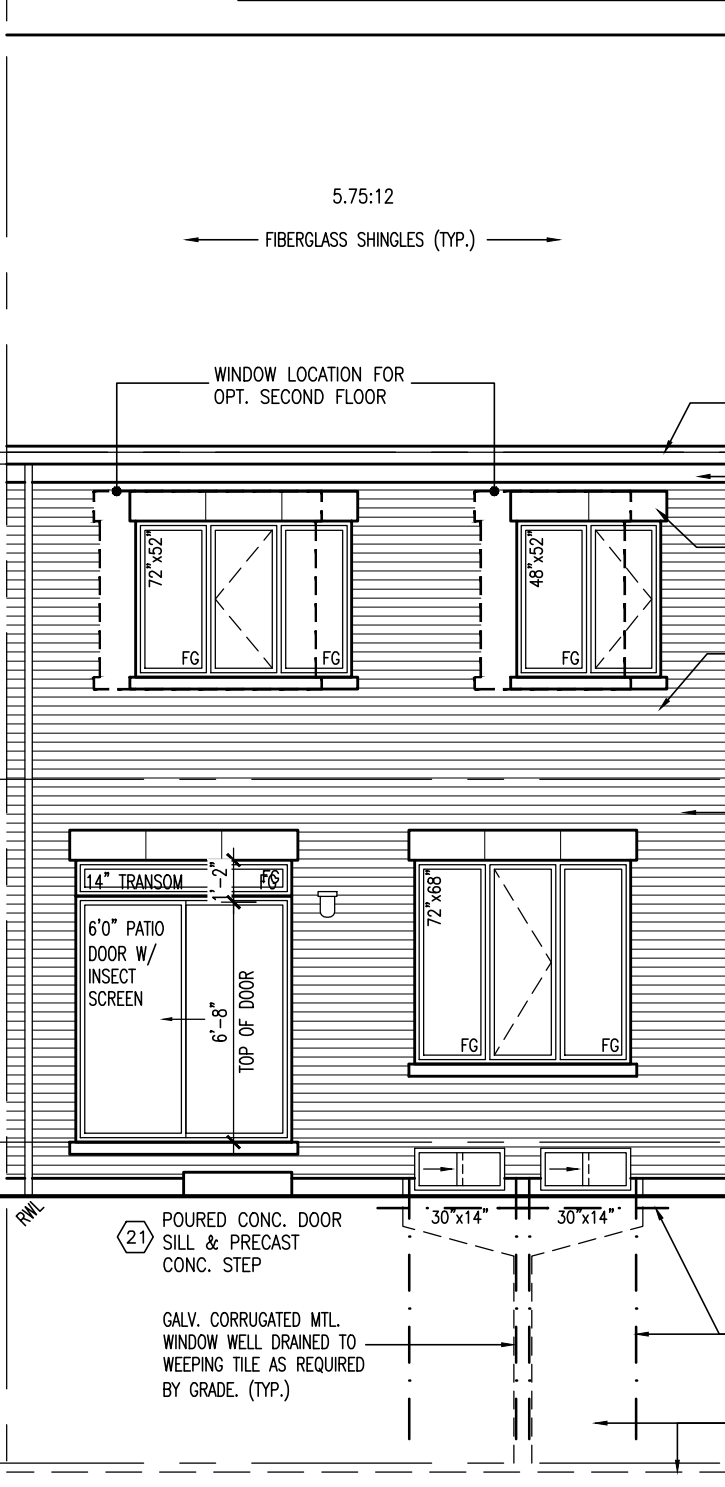 5.75:12
FIBERGLASS SHINGLES (TYP.)
WINDOW LOCATION FOR
OPT. SECOND FLOOR
72"x52"
FG
FG
48"x52"
FG
14" TRANSOM
FG
1'-2"
6'0" PATIO
DOOR W/
INSECT
SCREEN
6'-8"
TOP OF DOOR
72"x68"
FG
FG
30"x14"
30"x14"
RWL
21
POURED CONC. DOOR
SILL & PRECAST
CONC. STEP
GALV. CORRUGATED MTL.
WINDOW WELL DRAINED TO
WEEPING TILE AS REQUIRED
BY GRADE. (TYP.)